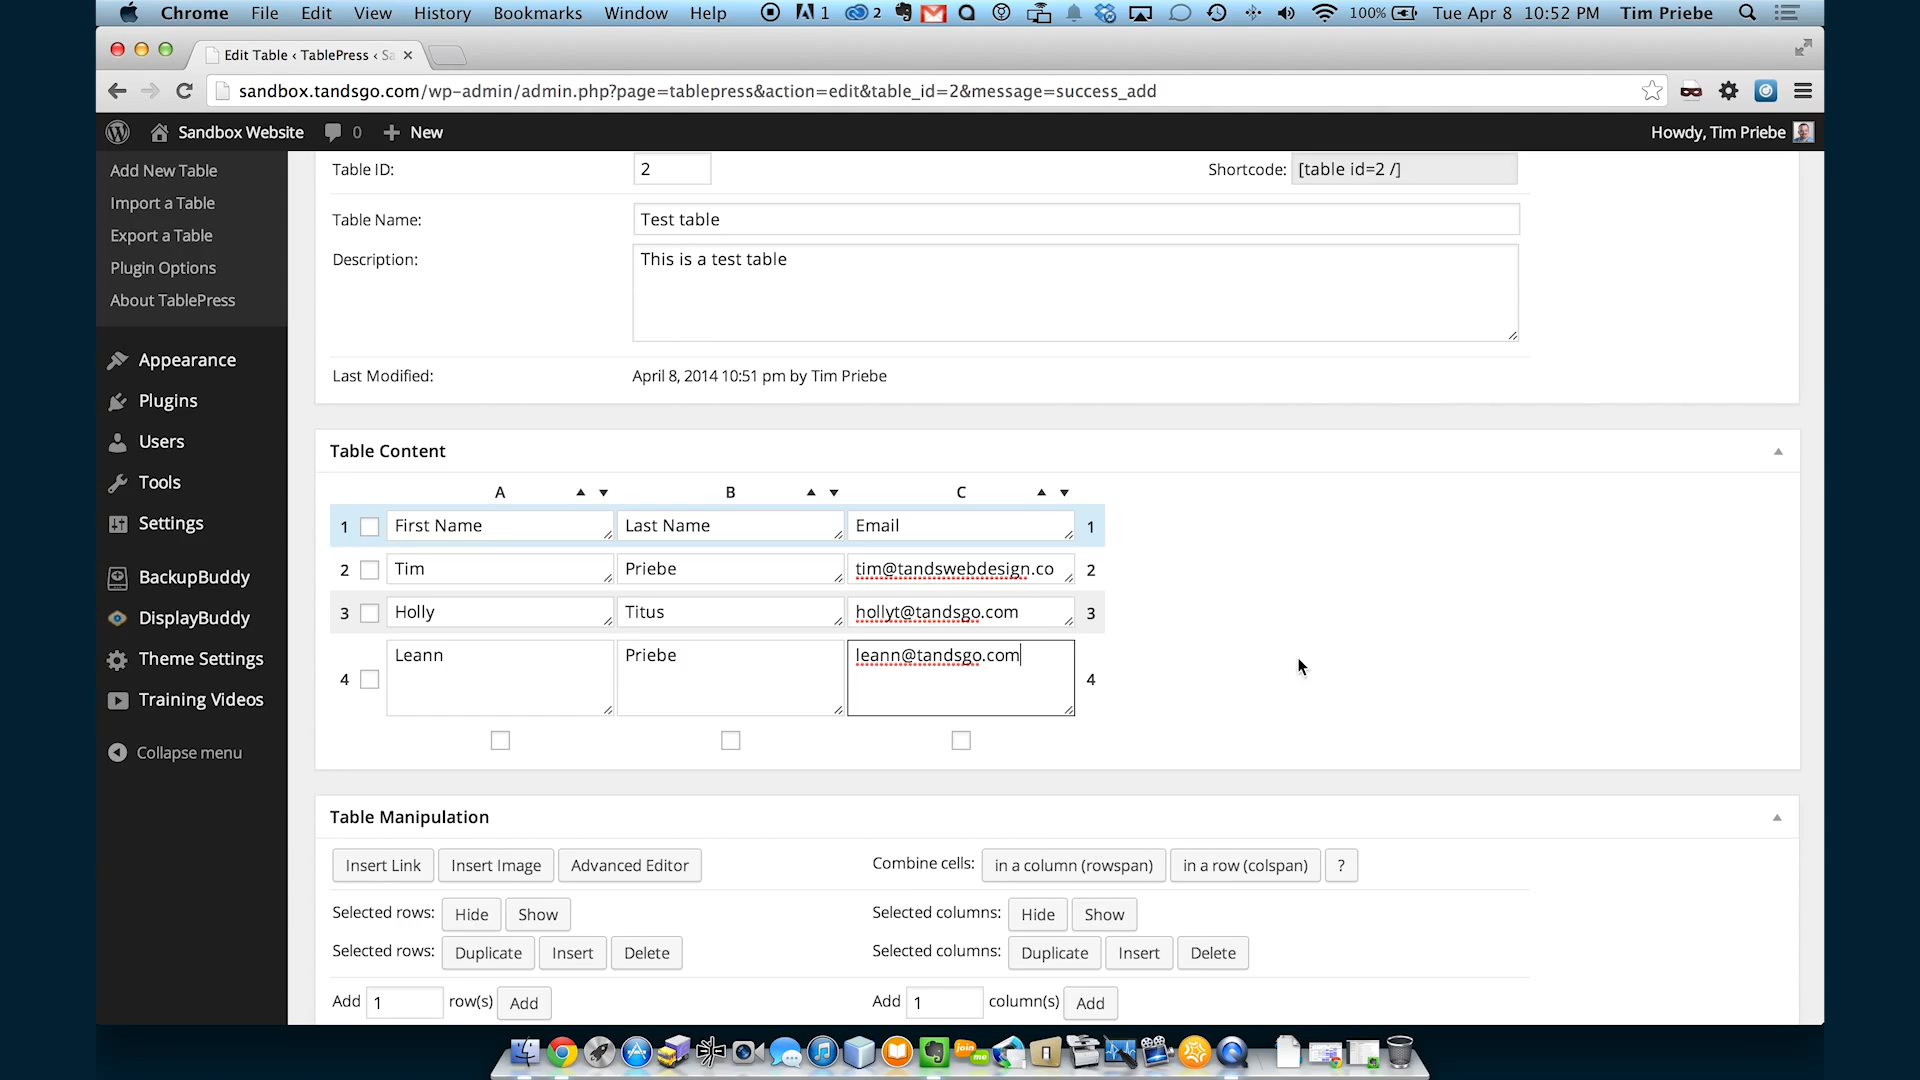 Chrome File Edit View History Bookmarks Window Help 1 2 100% Tue Apr 8 10:52 PM Tim Priebe
Edit Table ‹ TablePress ‹ Sa
sandbox.tandsgo.com/wp-admin/admin.php?page=tablepress&action=edit&table_id=2&message=success_add
Sandbox Website 0 + New Howdy, Tim Priebe
Add New Table
Import a Table
Export a Table
Plugin Options
About TablePress
Appearance
Plugins
Users
Tools
Settings
BackupBuddy
DisplayBuddy
Theme Settings
Training Videos
Collapse menu
Table ID: 2 Shortcode: [table id=2 /]
Table Name: Test table
Description: This is a test table
Last Modified: April 8, 2014 10:51 pm by Tim Priebe
Table Content
A B C
1 First Name Last Name Email 1
2 Tim Priebe tim@tandswebdesign.co 2
3 Holly Titus hollyt@tandsgo.com 3
4 Leann Priebe leann@tandsgo.com 4
Table Manipulation
Insert Link Insert Image Advanced Editor Combine cells: in a column (rowspan) in a row (colspan) ?
Selected rows: Hide Show Selected columns: Hide Show
Selected rows: Duplicate Insert Delete Selected columns: Duplicate Insert Delete
Add 1 row(s) Add Add 1 column(s) Add
join me